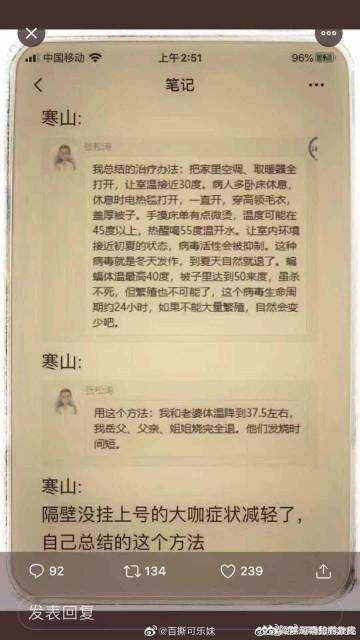 中国移动
上午2:51
96%
笔记
寒山:
张松涛
我总结的治疗办法：把家里空调、取暖器全
打开，让室温接近30度。病人多卧床休息，
休息时电热毯打开，一直开，穿高领毛衣，
盖厚被子。手摸床单有点微烫，温度可能在
45度以上，热醒喝55度温开水。让室内环境
接近初夏的状态，病毒活性会被抑制。这种
病毒就是冬天发作，到夏天自然就退了。蝙
蝠体温最高40度，被子里达到50来度，虽杀
不死，但繁殖也不可能了，这个病毒生命周
期约24小时，如果不能大量繁殖，自然会变
少吧。
寒山:
张松涛
用这个方法：我和老婆体温降到37.5左右，
我岳父、父亲、姐姐烧完全退。他们发烧时
间短。
寒山:
隔壁没挂上号的大咖症状减轻了，
自己总结的这个方法
92
134
239
发表回复
@百撕可乐妹